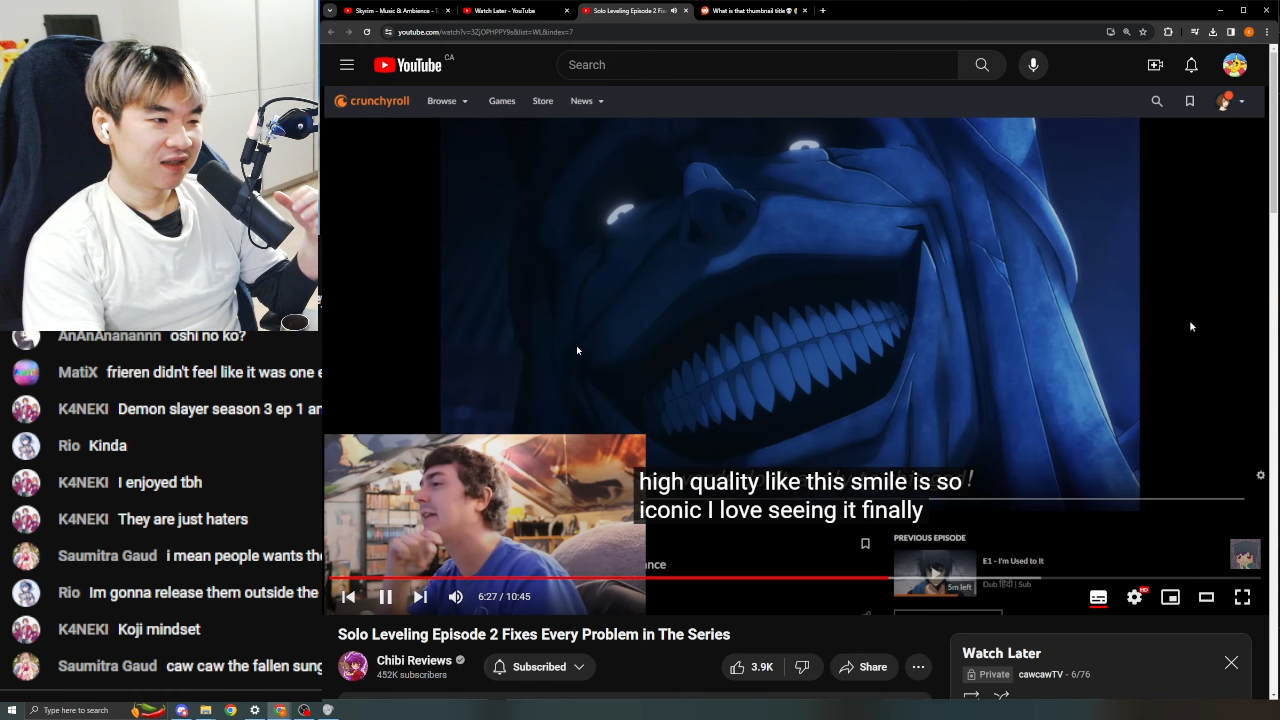 Skyrim - Music & Ambience - T
Watch Later - YouTube
Solo Leveling Episode 2 Fixe
What is that thumbnail title
youtube.com/watch?v=3ZjOPHPPY9s&list=WL&index=7
YouTube
CA
Search
crunchyroll
Browse
Games
Store
News
AnAnAnanannn oshi no ko?
MatiX frieren didn't feel like it was one e
K4NEKI Demon slayer season 3 ep 1 an
Rio Kinda
K4NEKI I enjoyed tbh
K4NEKI They are just haters
Saumitra Gaud i mean people wants the
Rio Im gonna release them outside the
K4NEKI Koji mindset
Saumitra Gaud caw caw the fallen sung
high quality like this smile is so
iconic I love seeing it finally
PREVIOUS EPISODE
E1 - I'm Used to It
Dub हिंदी | Sub
5m left
6:27 / 10:45
HD
Solo Leveling Episode 2 Fixes Every Problem in The Series
Chibi Reviews
452K subscribers
Subscribed
3.9K
Share
Watch Later
Private
cawcawTV - 6/76
Type here to search